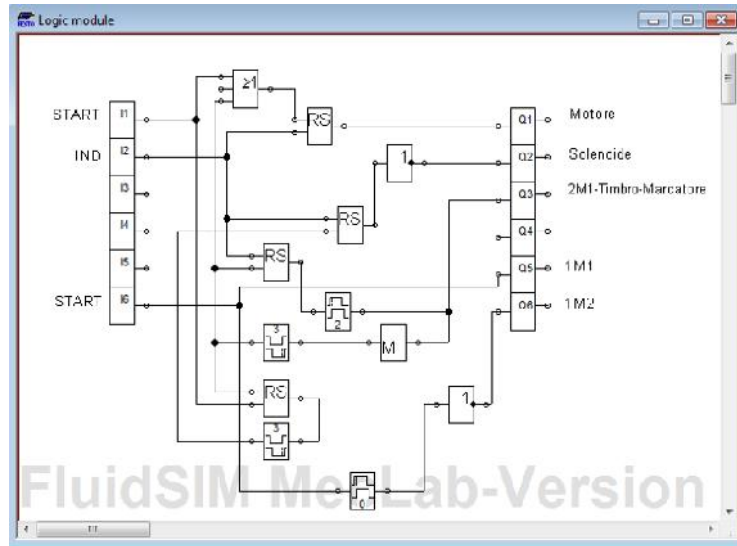 Logic module
≥1
START I1 Q1 Motore
RS
IND I2 1 Q2 Sclencide
I3 Q3 2M1-Timbro-Marcatore
RS
I4 Q4
I5 RS Q5 1M1
START I6 Q6 1M2
2
3 M
RS
1
3
0
FluidSIM
Lab-Version